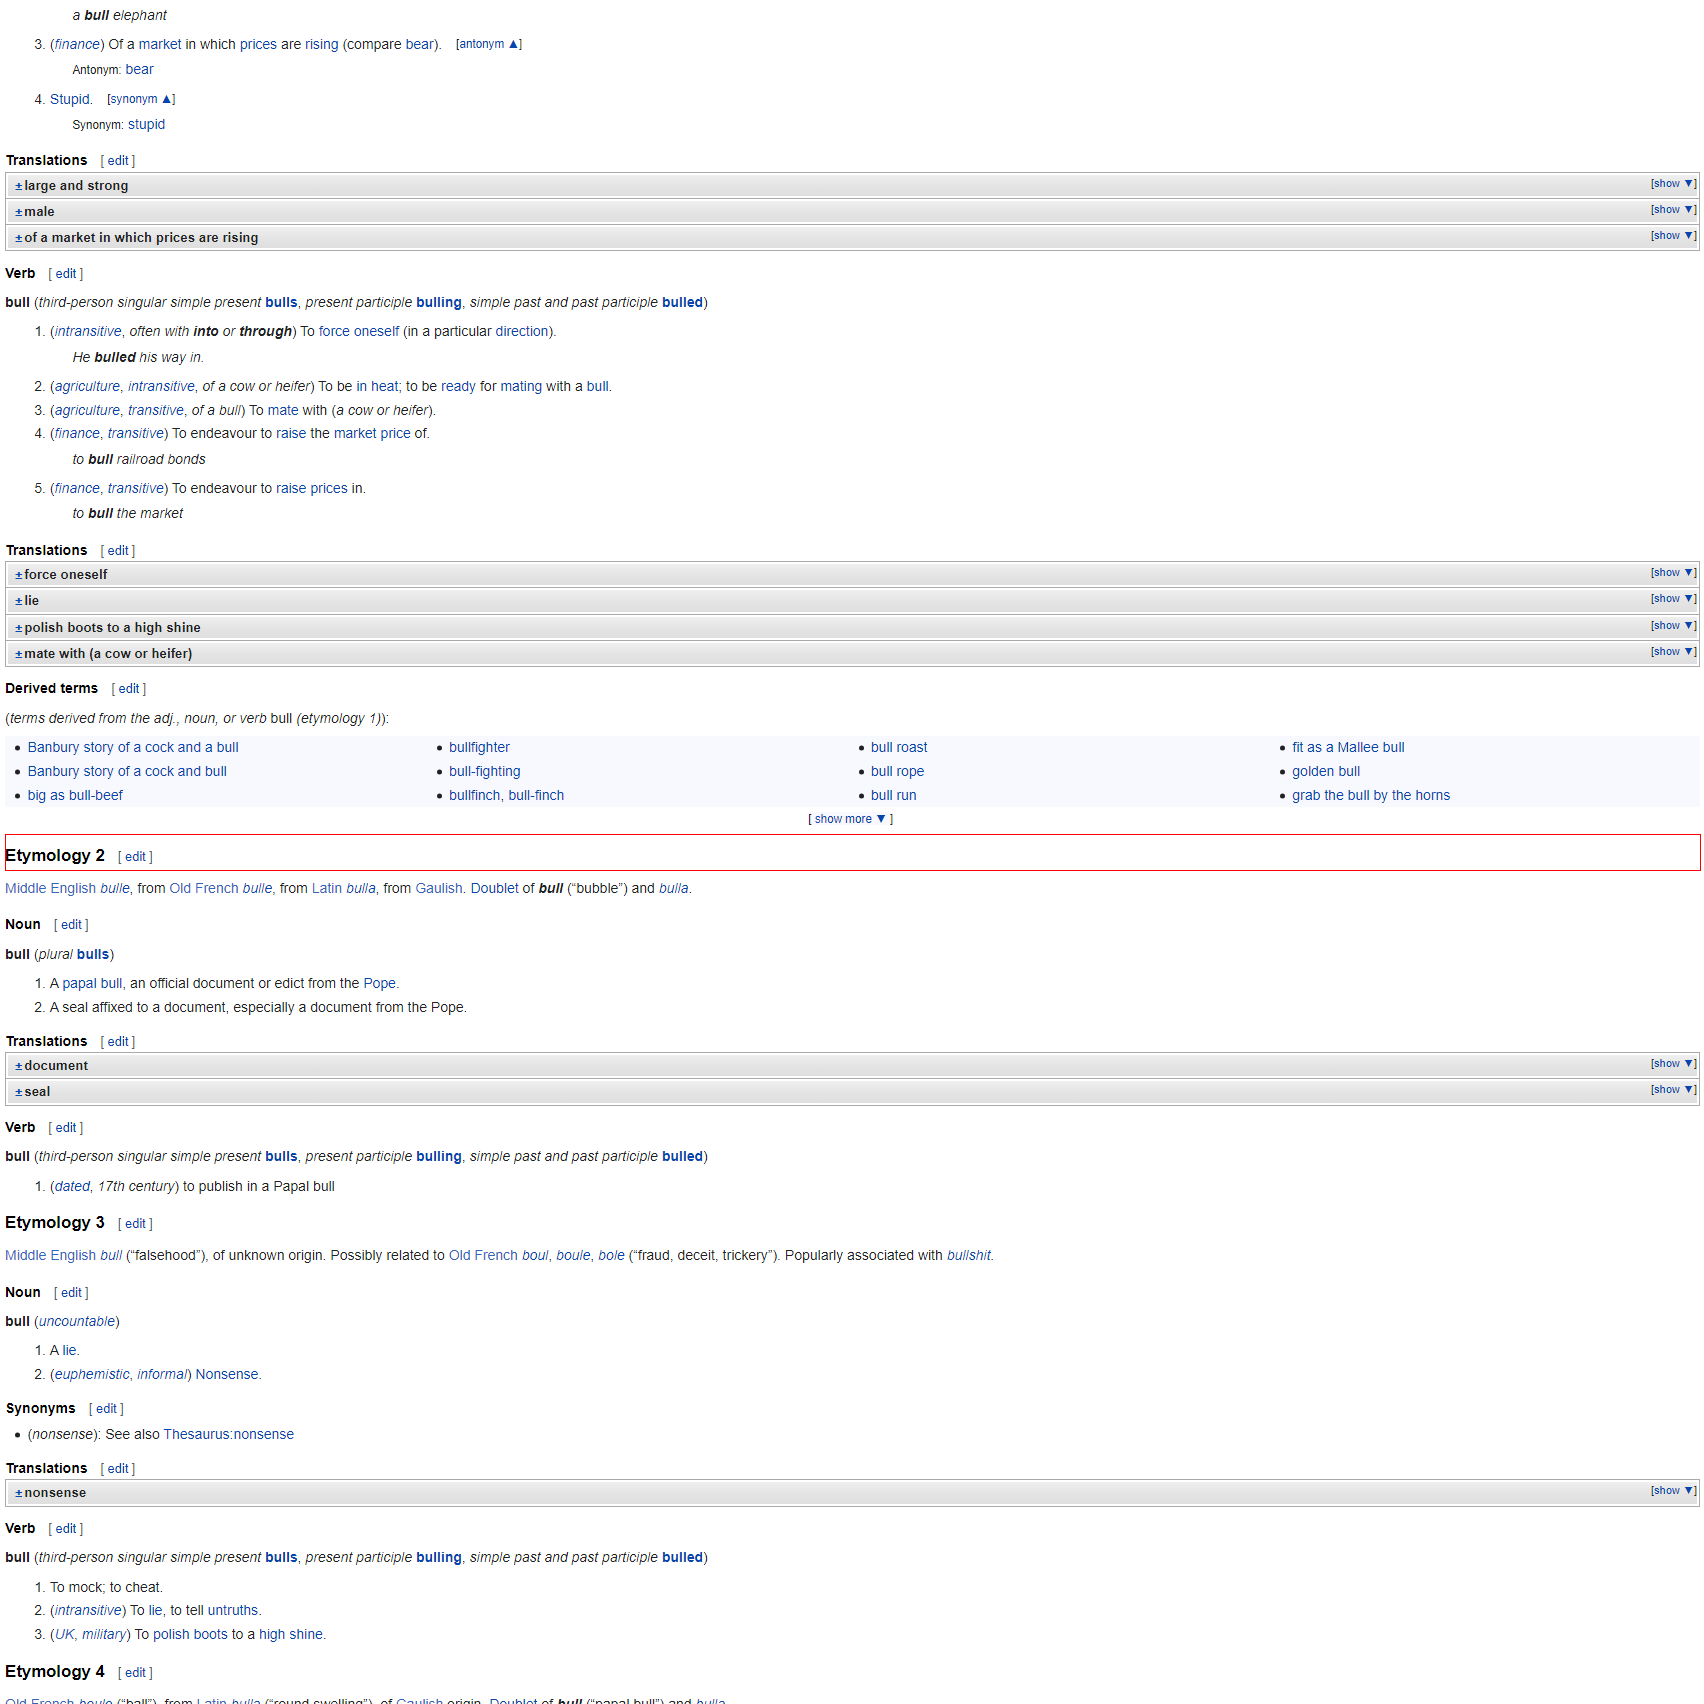 a bull elephant
3. (finance) Of a market in which prices are rising (compare bear). [antonym ▲]
Antonym: bear
4. Stupid. [synonym ▲]
Synonym: stupid
Translations [ edit ]
±large and strong [show ▼]
±male [show ▼]
±of a market in which prices are rising [show ▼]
Verb [ edit ]
bull (third-person singular simple present bulls, present participle bulling, simple past and past participle bulled)
1. (intransitive, often with into or through) To force oneself (in a particular direction).
He bulled his way in.
2. (agriculture, intransitive, of a cow or heifer) To be in heat; to be ready for mating with a bull.
3. (agriculture, transitive, of a bull) To mate with (a cow or heifer).
4. (finance, transitive) To endeavour to raise the market price of.
to bull railroad bonds
5. (finance, transitive) To endeavour to raise prices in.
to bull the market
Translations [ edit ]
±force oneself [show ▼]
±lie [show ▼]
±polish boots to a high shine [show ▼]
±mate with (a cow or heifer) [show ▼]
Derived terms [ edit ]
(terms derived from the adj., noun, or verb bull (etymology 1)):
• Banbury story of a cock and a bull • bullfighter • bull roast • fit as a Mallee bull
• Banbury story of a cock and bull • bull-fighting • bull rope • golden bull
• big as bull-beef • bullfinch, bull-finch • bull run • grab the bull by the horns
[ show more ▼ ]
Etymology 2 [ edit ]
Middle English bulle, from Old French bulle, from Latin bulla, from Gaulish. Doublet of bull (“bubble”) and bulla.
Noun [ edit ]
bull (plural bulls)
1. A papal bull, an official document or edict from the Pope.
2. A seal affixed to a document, especially a document from the Pope.
Translations [ edit ]
±document [show ▼]
±seal [show ▼]
Verb [ edit ]
bull (third-person singular simple present bulls, present participle bulling, simple past and past participle bulled)
1. (dated, 17th century) to publish in a Papal bull
Etymology 3 [ edit ]
Middle English bull (“falsehood”), of unknown origin. Possibly related to Old French boul, boule, bole (“fraud, deceit, trickery”). Popularly associated with bullshit.
Noun [ edit ]
bull (uncountable)
1. A lie.
2. (euphemistic, informal) Nonsense.
Synonyms [ edit ]
• (nonsense): See also Thesaurus:nonsense
Translations [ edit ]
±nonsense [show ▼]
Verb [ edit ]
bull (third-person singular simple present bulls, present participle bulling, simple past and past participle bulled)
1. To mock; to cheat.
2. (intransitive) To lie, to tell untruths.
3. (UK, military) To polish boots to a high shine.
Etymology 4 [ edit ]
Old French boule (“ball”), from Latin bulla (“round swelling”), of Gaulish origin. Doublet of bull (“papal bull”) and bulla.